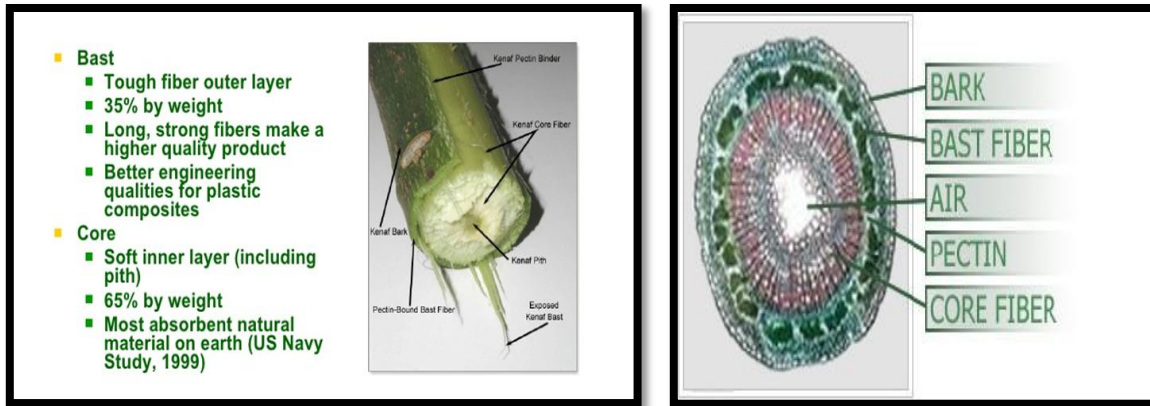 Bast
Tough fiber outer layer
35% by weight
Long, strong fibers make a
higher quality product
Better engineering
qualities for plastic
composites
Core
Soft inner layer (including
pith)
65% by weight
Most absorbent natural
material on earth (US Navy
Study, 1999)
Kenaf Pectin Binder
Kenaf Core Fiber
Kenaf Bark
Kenaf Pith
Pectin-Bound Bast Fiber
Exposed
Kenaf Bast
BARK
BAST FIBER
AIR
PECTIN
CORE FIBER